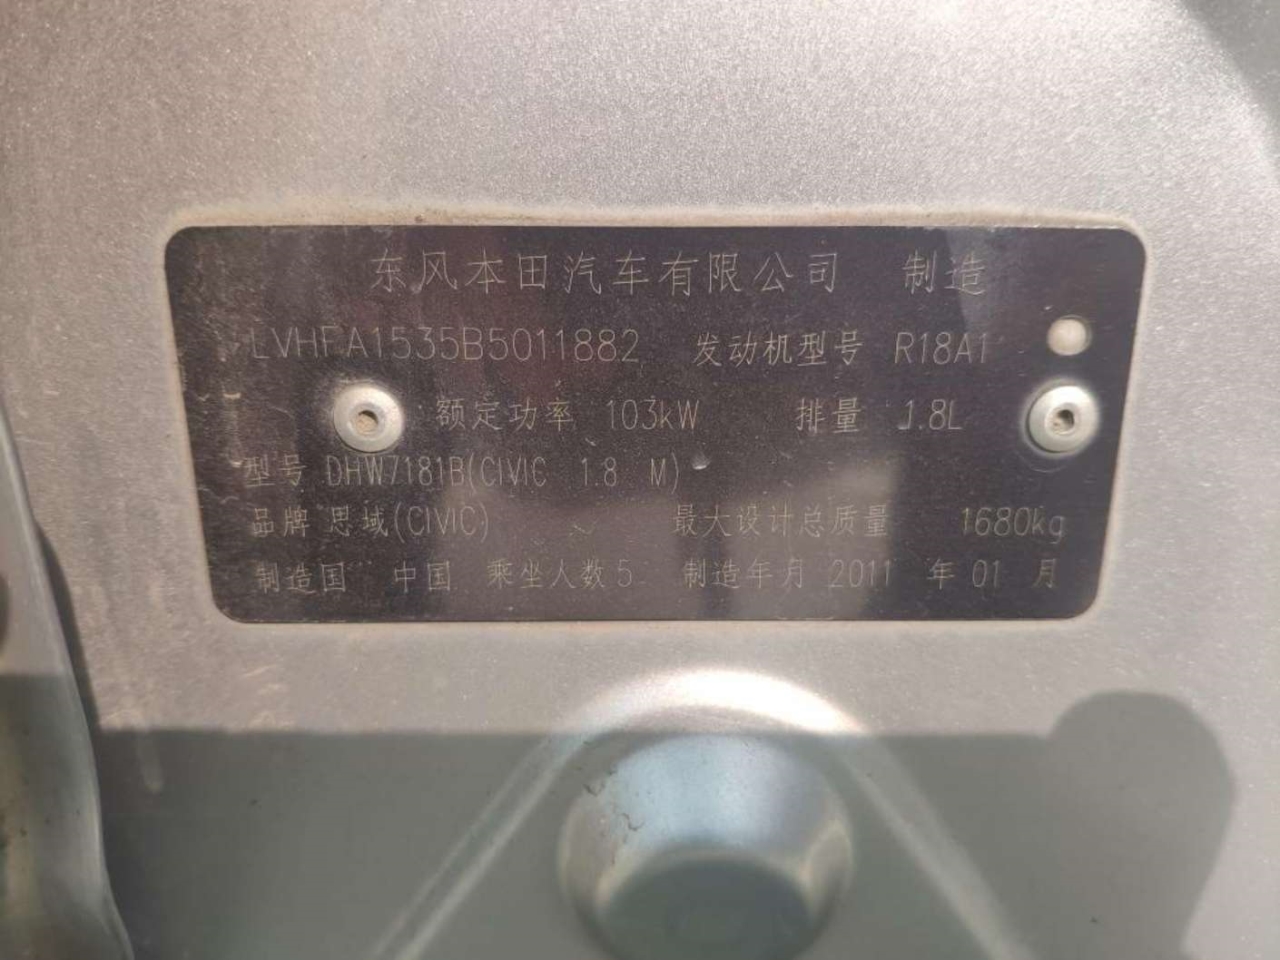 东风本田汽车有限公司 制造
LVHFA1535B5011882 发动机型号 R18A1
额定功率 103kW 排量 1.8L
型号 DHW7181B(CIVIC 1.8 M)
品牌 思域(CIVIC) 最大设计总质量 1680kg
制造国 中国 乘坐人数 5 制造年月 2011 年 01 月